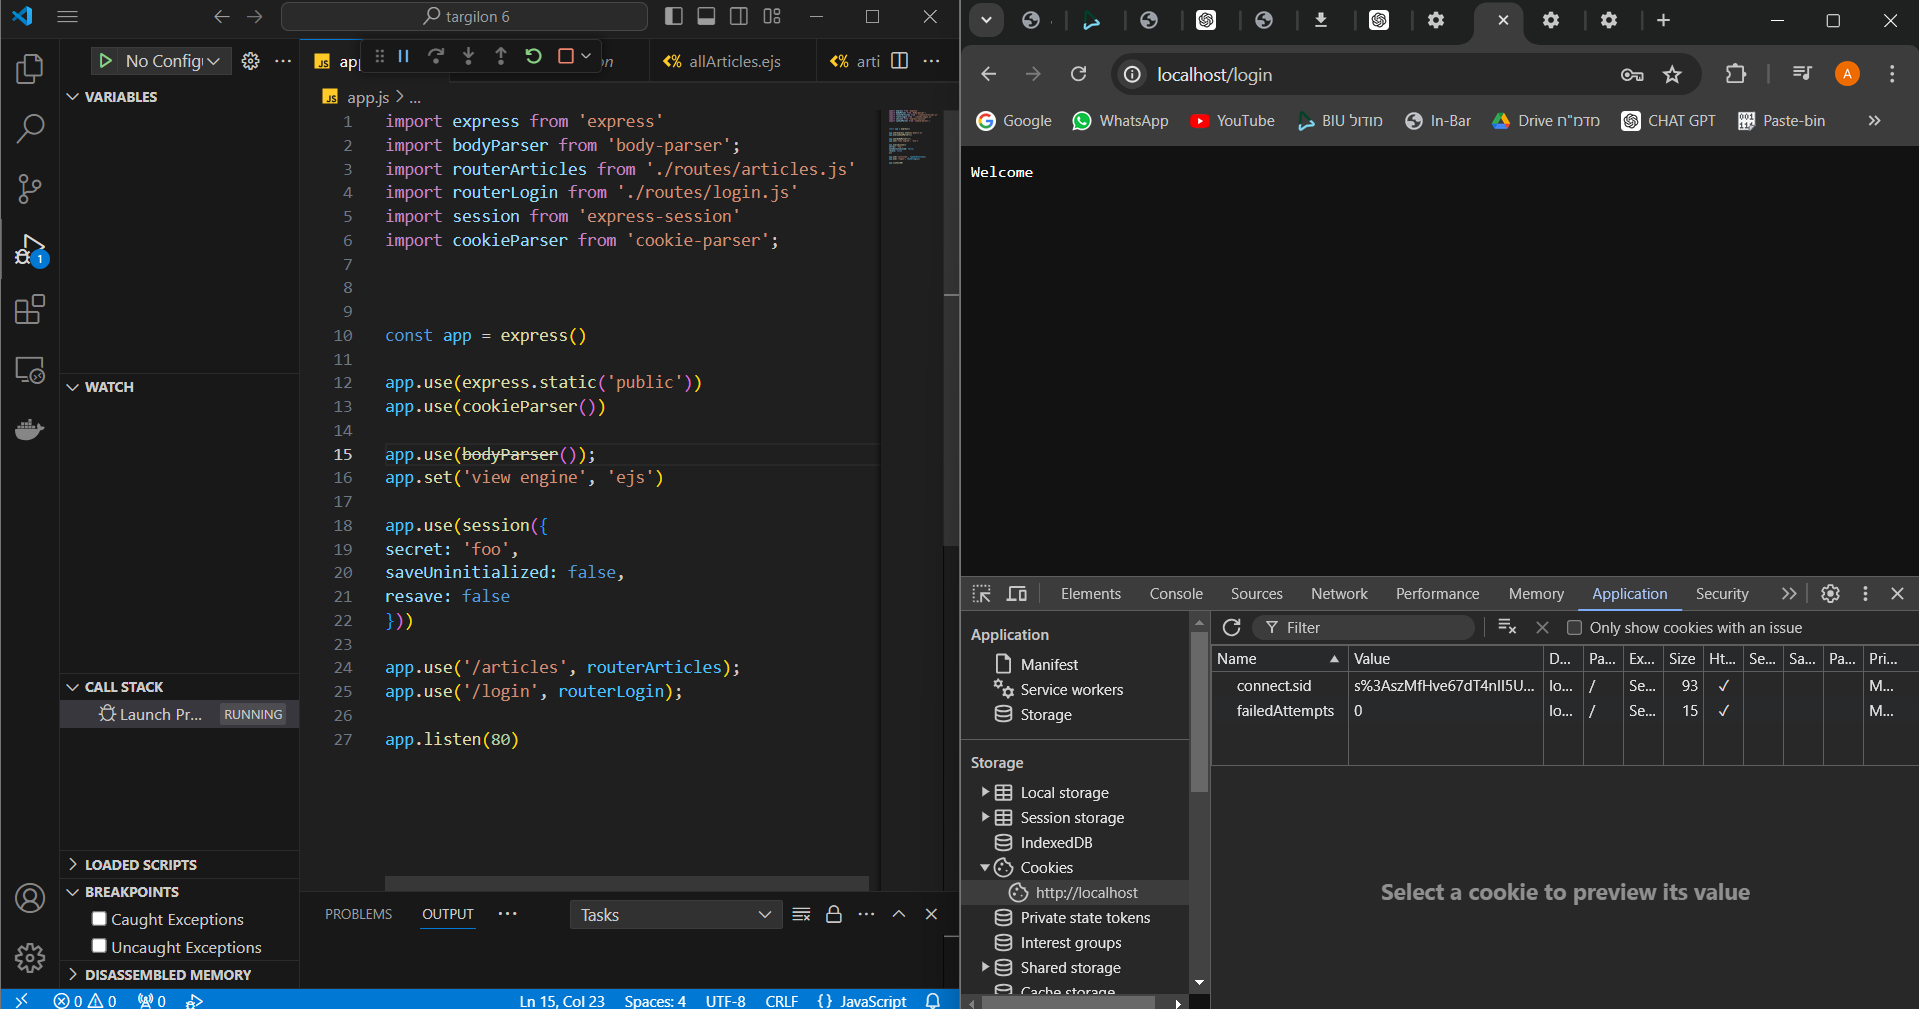 targilon 6
No Config
app
on
allArticles.ejs
arti
VARIABLES
app.js > ...
1 import express from 'express'
2 import bodyParser from 'body-parser';
3 import routerArticles from './routes/articles.js'
4 import routerLogin from './routes/login.js'
5 import session from 'express-session'
6 import cookieParser from 'cookie-parser';
7
8
9
10 const app = express()
11
12 app.use(express.static('public'))
13 app.use(cookieParser())
14
15 app.use(bodyParser());
16 app.set('view engine', 'ejs')
17
18 app.use(session({
19 secret: 'foo',
20 saveUninitialized: false,
21 resave: false
22 }))
23
24 app.use('/articles', routerArticles);
25 app.use('/login', routerLogin);
26
27 app.listen(80)
WATCH
CALL STACK
Launch Pr... RUNNING
1
LOADED SCRIPTS
BREAKPOINTS
Caught Exceptions
Uncaught Exceptions
DISASSEMBLED MEMORY
PROBLEMS OUTPUT ...
Tasks
0 0 0
Ln 15, Col 23 Spaces: 4 UTF-8 CRLF {} JavaScript
localhost/login
A
Google WhatsApp YouTube BIU מודול In-Bar Drive מדמ"ח CHAT GPT Paste-bin
Welcome
Elements Console Sources Network Performance Memory Application Security
Application
Manifest
Service workers
Storage
Storage
Local storage
Session storage
IndexedDB
Cookies
http://localhost
Private state tokens
Interest groups
Shared storage
Cache storage
Filter
Only show cookies with an issue
Name Value D... Pa... Ex... Size Ht... Se... Sa... Pa... Pri...
connect.sid s%3AszMfHve67dT4nII5U... lo... / Se... 93 ✓ M...
failedAttempts 0 lo... / Se... 15 ✓ M...
Select a cookie to preview its value